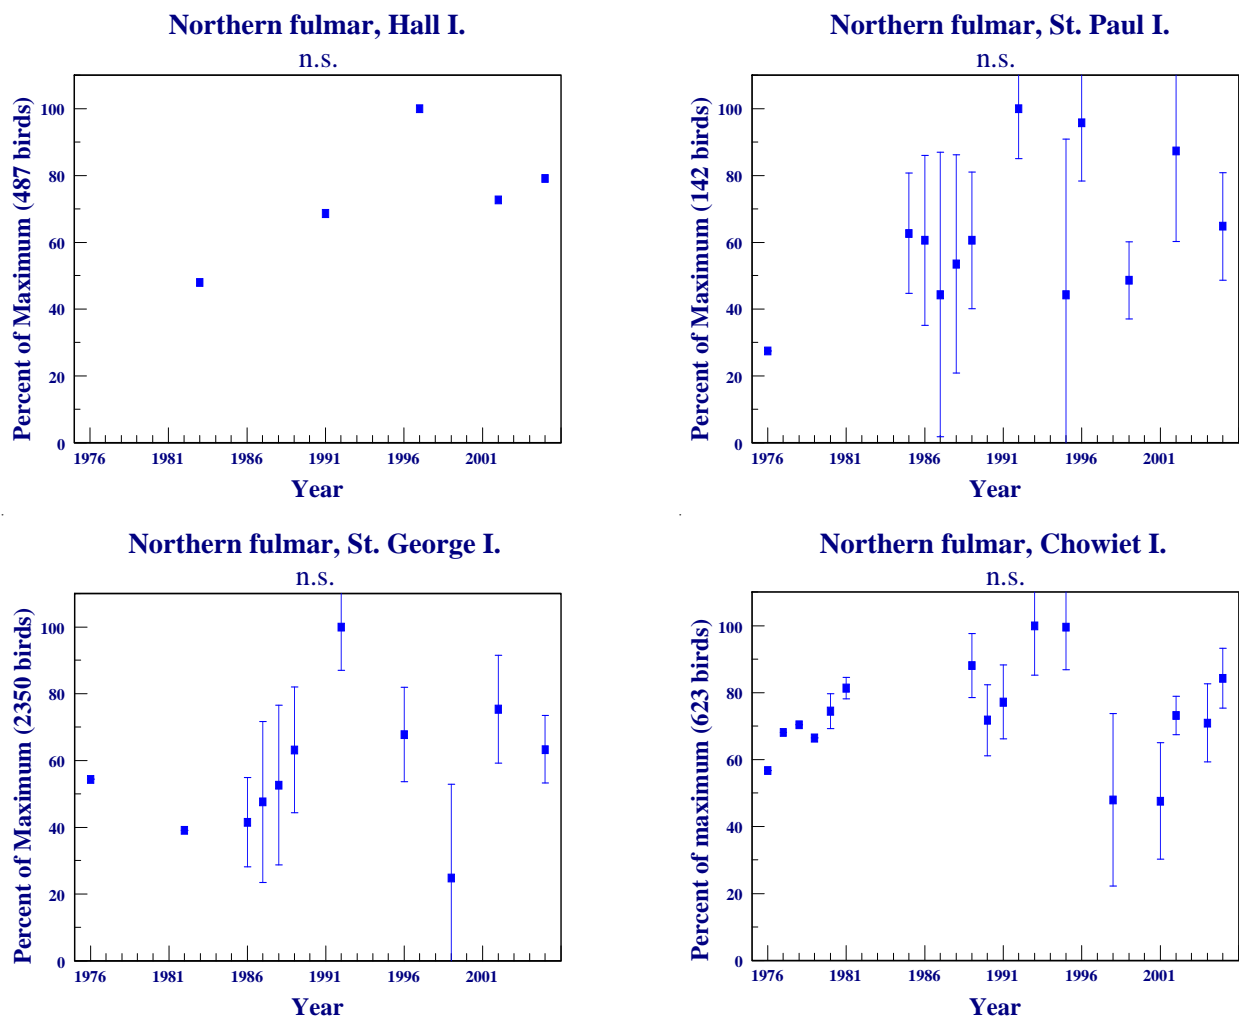 Northern fulmar, Hall I.
n.s.
Percent of Maximum (487 birds)
100
80
60
40
20
0
1976 1981 1986 1991 1996 2001
Year
Northern fulmar, St. Paul I.
n.s.
Percent of Maximum (142 birds)
100
80
60
40
20
0
1976 1981 1986 1991 1996 2001
Year
Northern fulmar, St. George I.
n.s.
Percent of Maximum (2350 birds)
100
80
60
40
20
0
1976 1981 1986 1991 1996 2001
Year
Northern fulmar, Chowiet I.
n.s.
Percent of maximum (623 birds)
100
80
60
40
20
0
1976 1981 1986 1991 1996 2001
Year